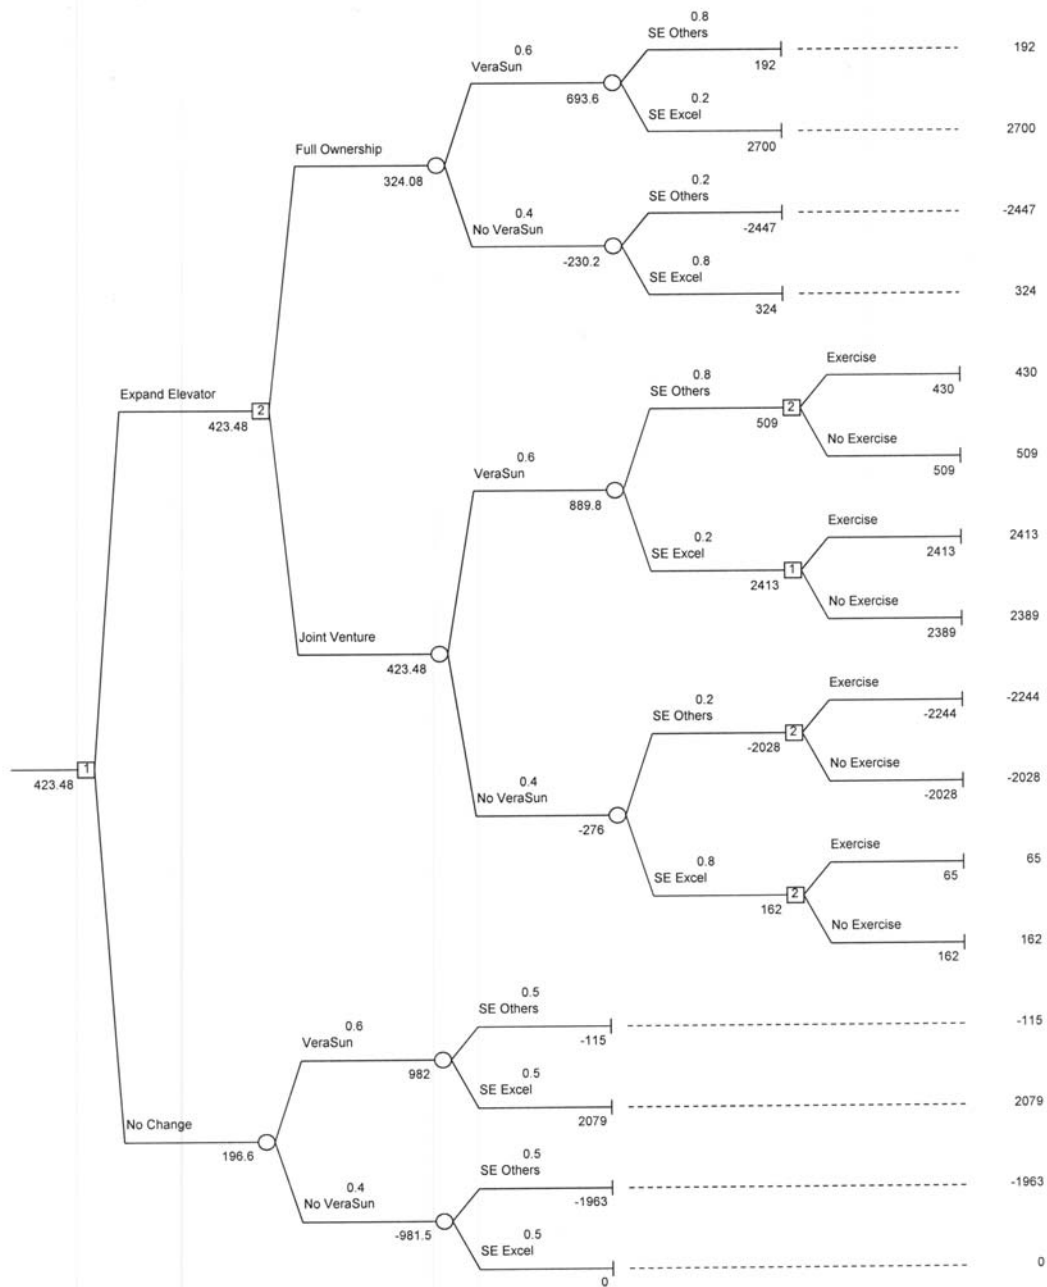 0.8
SE Others
192
192
0.6
VeraSun
693.6
0.2
SE Excel
2700
2700
Full Ownership
324.08
0.2
SE Others
-2447
-2447
0.4
No VeraSun
-230.2
0.8
SE Excel
324
324
Expand Elevator
2
423.48
Exercise
430
430
0.8
SE Others
2
509
No Exercise
509
509
0.6
VeraSun
889.8
Exercise
2413
2413
0.2
SE Excel
1
2413
No Exercise
2389
2389
Joint Venture
423.48
Exercise
-2244
-2244
0.2
SE Others
2
-2028
No Exercise
-2028
-2028
0.4
No VeraSun
-276
Exercise
65
65
0.8
SE Excel
2
162
No Exercise
162
162
1
423.48
0.5
SE Others
-115
-115
0.6
VeraSun
982
0.5
SE Excel
2079
2079
No Change
196.6
0.5
SE Others
-1963
-1963
0.4
No VeraSun
-981.5
0.5
SE Excel
0
0